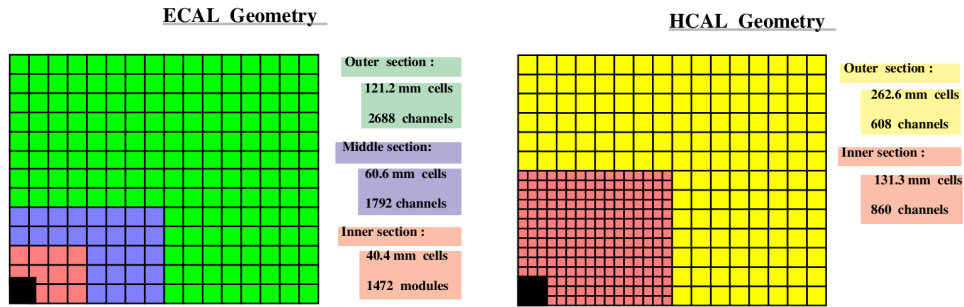 ECAL Geometry
Outer section :
121.2 mm cells
2688 channels
Middle section:
60.6 mm cells
1792 channels
Inner section :
40.4 mm cells
1472 modules
HCAL Geometry
Outer section :
262.6 mm cells
608 channels
Inner section :
131.3 mm cells
860 channels